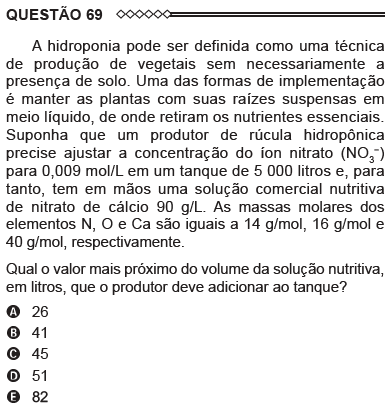 QUESTÃO 69
A hidroponia pode ser definida como uma técnica
de produção de vegetais sem necessariamente a
presença de solo. Uma das formas de implementação
é manter as plantas com suas raízes suspensas em
meio líquido, de onde retiram os nutrientes essenciais.
Suponha que um produtor de rúcula hidropônica
precise ajustar a concentração do íon nitrato (NO₃⁻)
para 0,009 mol/L em um tanque de 5 000 litros e, para
tanto, tem em mãos uma solução comercial nutritiva
de nitrato de cálcio 90 g/L. As massas molares dos
elementos N, O e Ca são iguais a 14 g/mol, 16 g/mol e
40 g/mol, respectivamente.
Qual o valor mais próximo do volume da solução nutritiva,
em litros, que o produtor deve adicionar ao tanque?
A 26
B 41
C 45
D 51
E 82